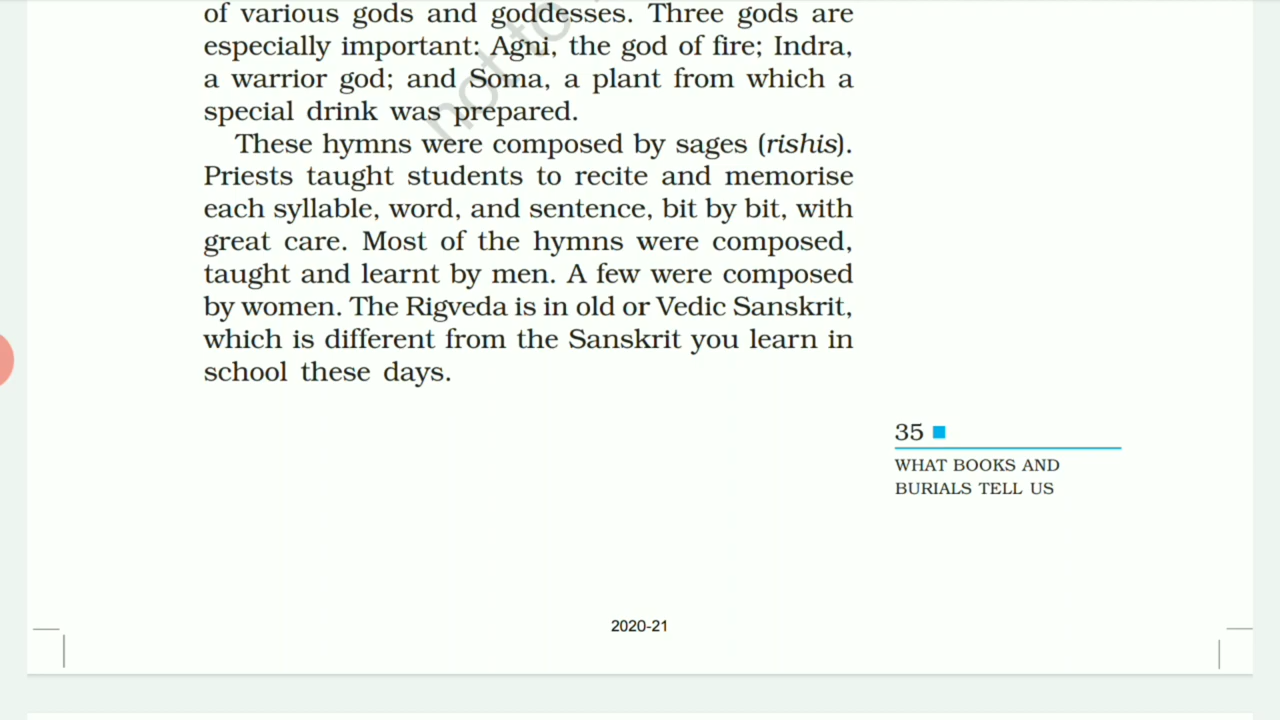 of various gods and goddesses. Three gods are
especially important: Agni, the god of fire; Indra,
a warrior god; and Soma, a plant from which a
special drink was prepared.
These hymns were composed by sages (rishis).
Priests taught students to recite and memorise
each syllable, word, and sentence, bit by bit, with
great care. Most of the hymns were composed,
taught and learnt by men. A few were composed
by women. The Rigveda is in old or Vedic Sanskrit,
which is different from the Sanskrit you learn in
school these days.
not to
35
WHAT BOOKS AND
BURIALS TELL US
2020-21